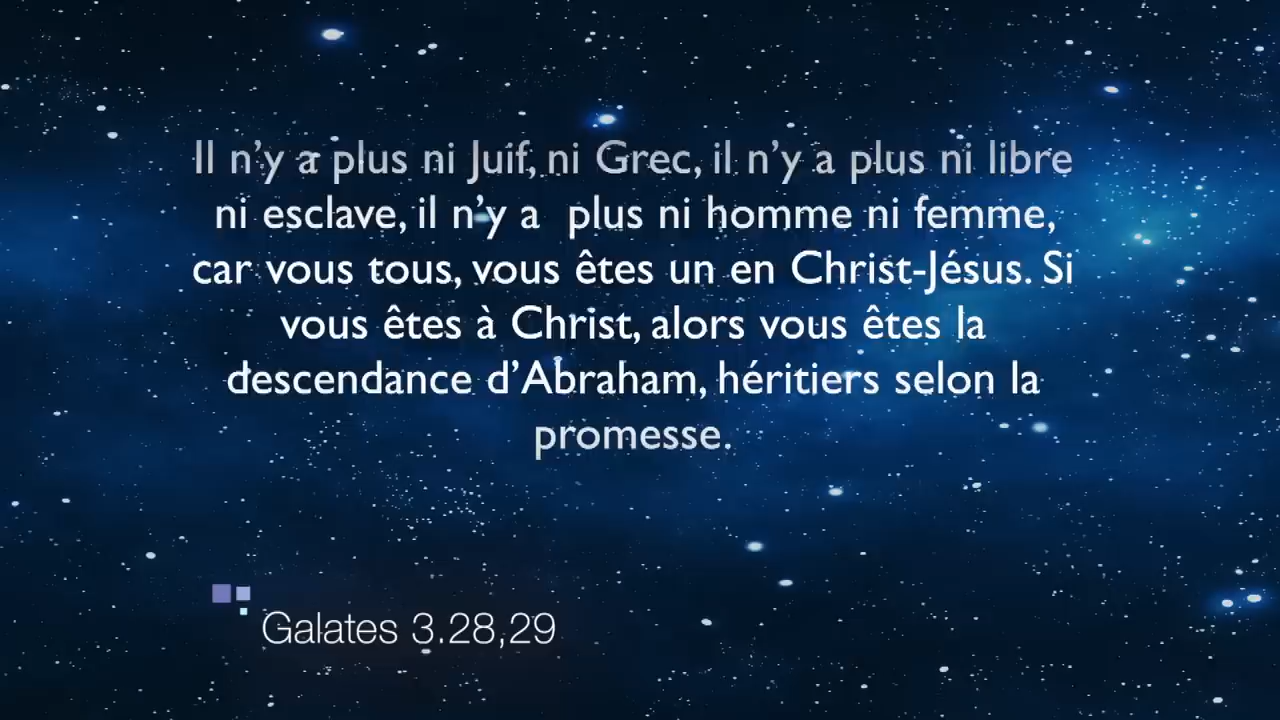 Il n’y a plus ni Juif, ni Grec, il n’y a plus ni libre
ni esclave, il n’y a  plus ni homme ni femme,
car vous tous, vous êtes un en Christ-Jésus. Si
vous êtes à Christ, alors vous êtes la
descendance d’Abraham, héritiers selon la
promesse.
Galates 3.28,29